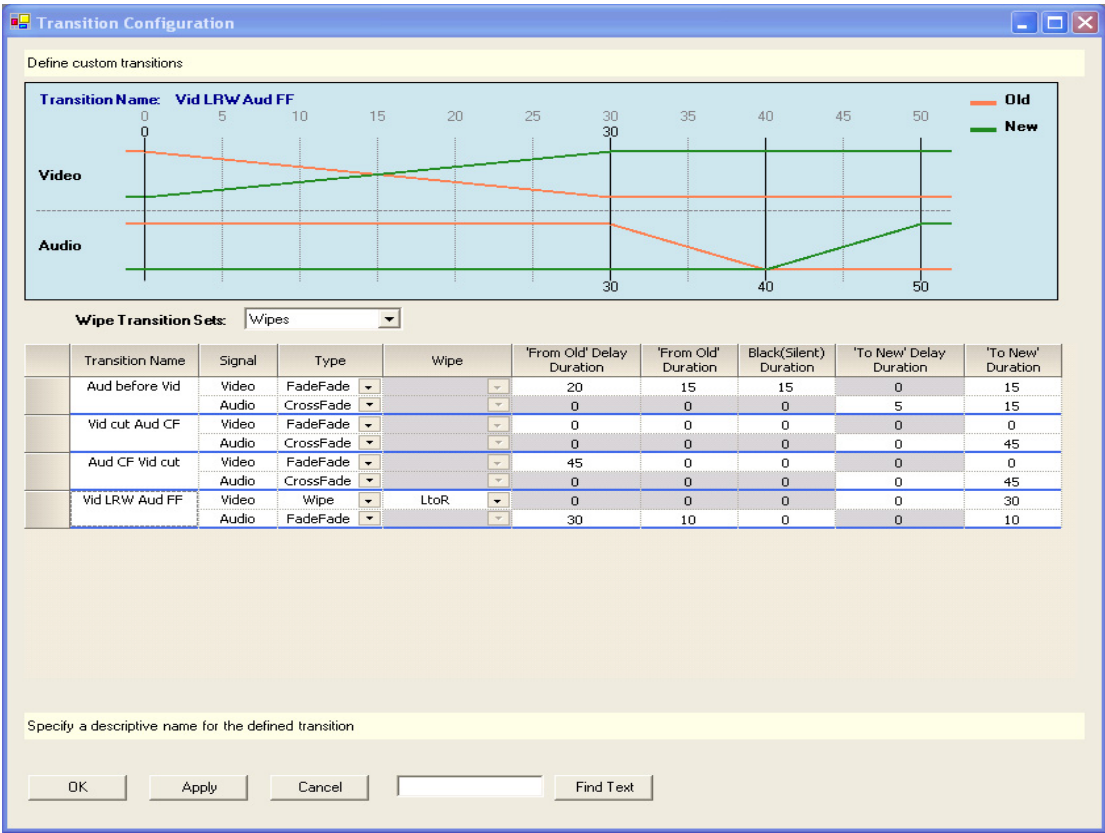 Transition Configuration
Define custom transitions
Transition Name: Vid LRW Aud FF
Old
New
0 5 10 15 20 25 30 35 40 45 50
0 30
Video
Audio
30 40 50
Wipe Transition Sets: Wipes
Transition Name Signal Type Wipe 'From Old' Delay Duration 'From Old' Duration Black(Silent) Duration 'To New' Delay Duration 'To New' Duration
Aud before Vid Video FadeFade 20 15 15 0 15
Audio CrossFade 0 0 0 5 15
Vid cut Aud CF Video FadeFade 0 0 0 0 0
Audio CrossFade 0 0 0 0 45
Aud CF Vid cut Video FadeFade 45 0 0 0 0
Audio CrossFade 0 0 0 0 45
Vid LRW Aud FF Video Wipe LtoR 0 0 0 0 30
Audio FadeFade 30 10 0 0 10
Specify a descriptive name for the defined transition
OK Apply Cancel Find Text